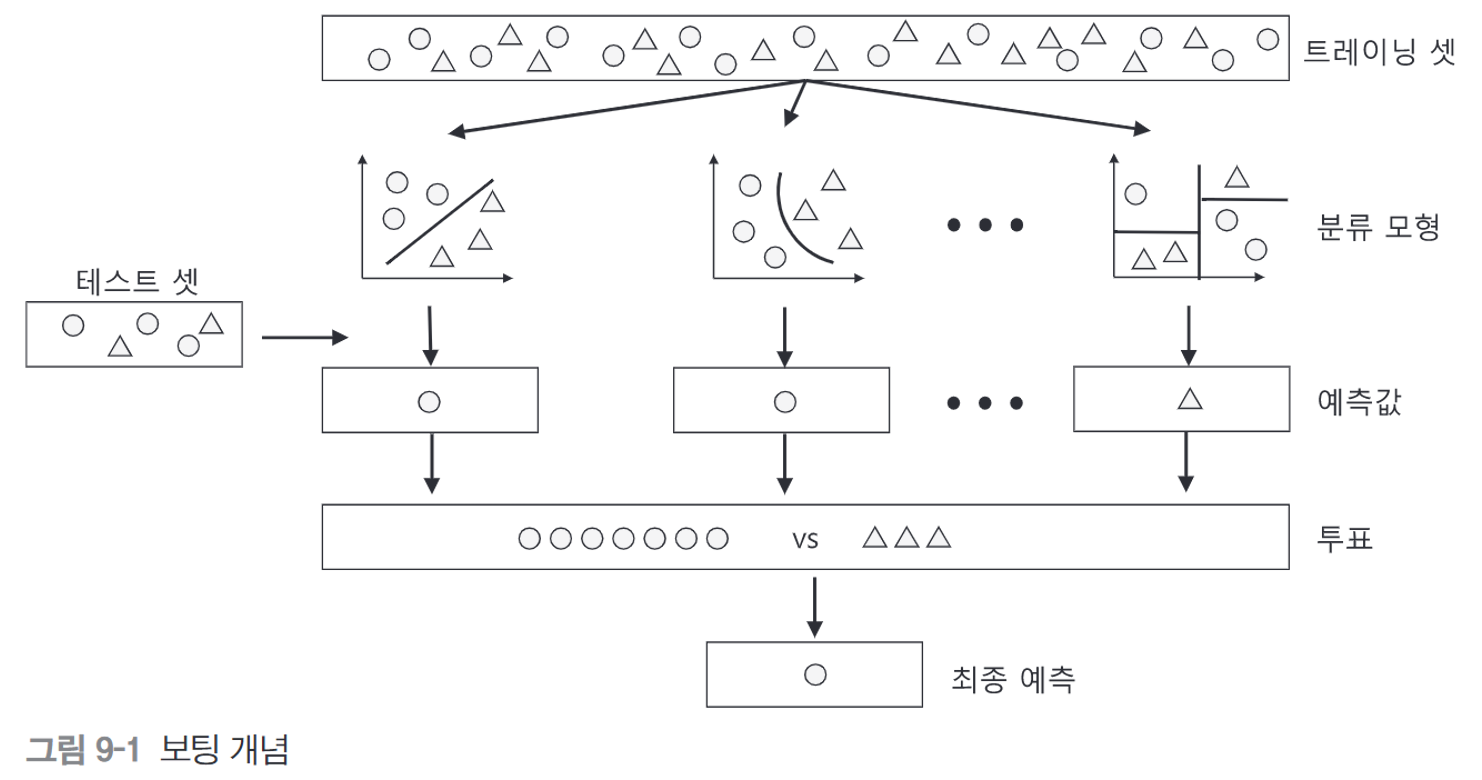 트레이닝 셋
분류 모형
테스트 셋
예측값
vs
투표
최종 예측
그림 9-1 보팅 개념